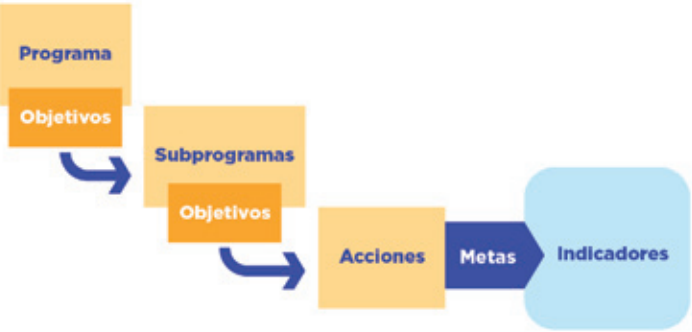 Programa
Objetivos
Subprogramas
Objetivos
Acciones
Metas
Indicadores